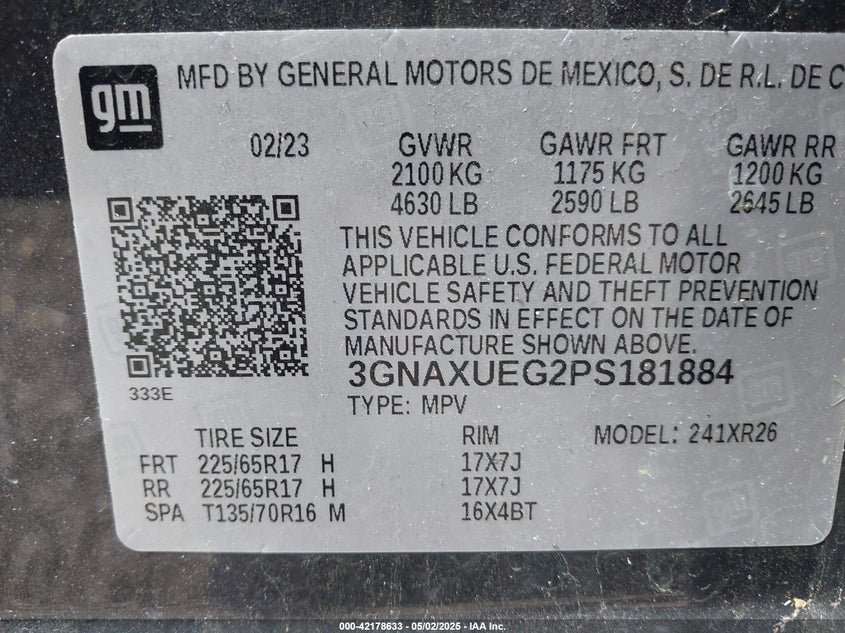 gm
MFD BY GENERAL MOTORS DE MEXICO, S. DE R.L. DE C
02/23 GVWR GAWR FRT GAWR RR
2100 KG 1175 KG 1200 KG
4630 LB 2590 LB 2645 LB
THIS VEHICLE CONFORMS TO ALL
APPLICABLE U.S. FEDERAL MOTOR
VEHICLE SAFETY AND THEFT PREVENTION
STANDARDS IN EFFECT ON THE DATE OF
MANUFACTURE SHOWN ABOVE.
3GNAXUEG2PS181884
333E
TYPE: MPV
TIRE SIZE RIM MODEL: 241XR26
FRT 225/65R17 H 17X7J
RR 225/65R17 H 17X7J
SPA T135/70R16 M 16X4BT
000-42178633 - 05/02/2025 - IAA Inc.